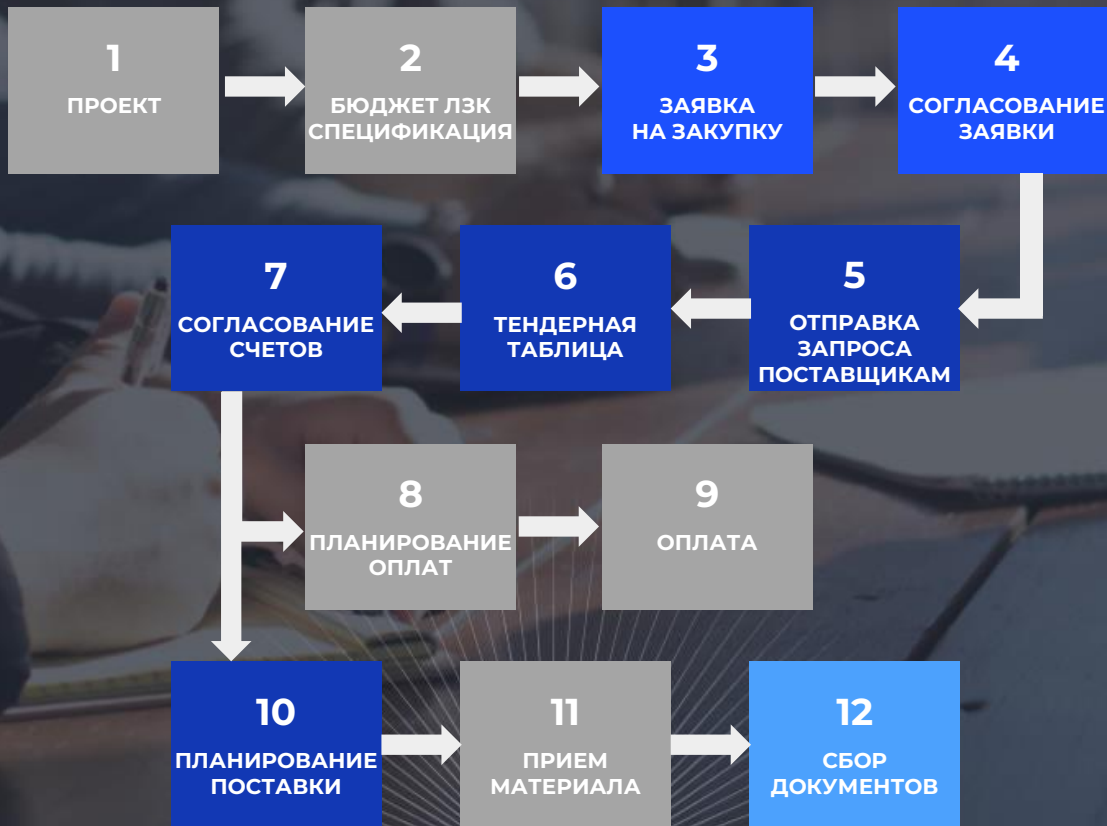 1
ПРОЕКТ
2
БЮДЖЕТ ЛЗК
СПЕЦИФИКАЦИЯ
3
ЗАЯВКА
НА ЗАКУПКУ
4
СОГЛАСОВАНИЕ
ЗАЯВКИ
5
ОТПРАВКА
ЗАПРОСА
ПОСТАВЩИКАМ
6
ТЕНДЕРНАЯ
ТАБЛИЦА
7
СОГЛАСОВАНИЕ
СЧЕТОВ
8
ПЛАНИРОВАНИЕ
ОПЛАТ
9
ОПЛАТА
10
ПЛАНИРОВАНИЕ
ПОСТАВКИ
11
ПРИЕМ
МАТЕРИАЛА
12
СБОР
ДОКУМЕНТОВ